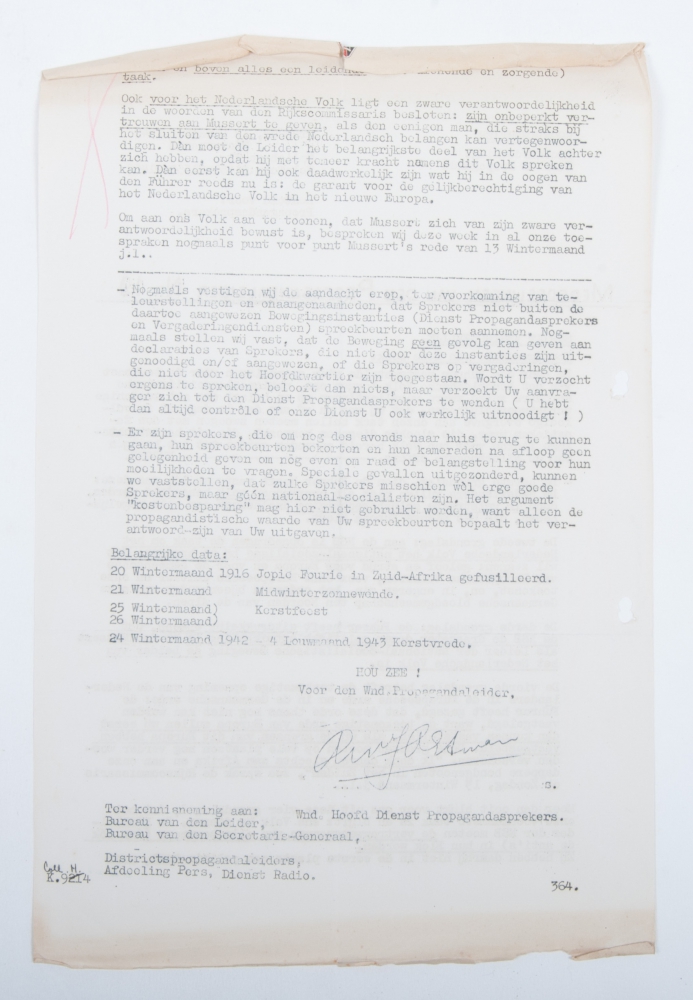 en boven alles een leidende zorgende)
taak.
Ook voor het Nederlandsche Volk ligt een zware verantwoordelijkheid
in de woorden van den Rijkscommissaris besloten: zijn onbeperkt ver-
trouwen aan Mussert te geven, als den eenigen man, die straks bij
het sluiten van den vrede Nederlandsch belangen kan vertegenwoor-
digen. Dan moet de Leider het belangrijkste deel van het Volk achter
zich hebben, opdat hij met temeer kracht namens dit Volk spreken
kan. Dan eerst kan hij ook daadwerkelijk zijn wat hij in de oogen van
den Führer reeds nu is: de garant voor de gelijkberechtiging van
het Nederlandsche Volk in het nieuwe Europa.
Om aan ons Volk aan te toonen, dat Mussert zich van zijn zware ver-
antwoordelijkheid bewust is, bespreken wij deze week in al onze toe-
spraken nogmaals punt voor punt Mussert's rede van 13 Wintermaand
j.l..
- Nogmaals vestigen wij de aandacht erop, ter voorkoming van te-
leurstellingen en onaangenaamheden, dat Sprekers niet buiten de
daartoe aangewezen Bewegingsinstanties (Dienst Propagandasprekers
en Vergaderingendiensten) spreekbeurten moeten aannemen. Nog-
maals stellen wij vast, dat de Beweging geen gevolg kan geven aan
declaraties van Sprekers, die niet door deze instanties zijn uit-
genoodigd en/of aangewezen, of die Sprekers op vergaderingen,
die niet door het Hoofdkwartier zijn toegestaan. Wordt U verzocht
ergens te spreken, belooft dan niets, maar verzoekt Uw aanvra-
ger zich tot den Dienst Propagandasprekers te wenden ( U hebt
dan altijd contrôle of onze Dienst U ook werkelijk uitnoodigt ! )
- Er zijn sprekers, die om nog des avonds naar huis terug te kunnen
gaan, hun spreekbeurten bekorten en hun kameraden na afloop geen
gelegenheid geven om nòg even om raad of belangstelling voor hun
moeilijkheden te vragen. Speciale gevallen uitgezonderd, kunnen
we vaststellen, dat zulke Sprekers misschien wèl erge goede
Sprekers, maar géén nationaal-socialisten zijn. Het argument
"kostenbesparing" mag hier niet gebruikt worden, want alleen de
propagandistische waarde van Uw spreekbeurten bepaalt het ver-
antwoord-zijn van Uw uitgaven.
Belangrijke data:
20 Wintermaand 1916 Jopie Fourie in Zuid-Afrika gefusilleerd.
21 Wintermaand Midwinterzonnewende.
25 Wintermaand) Kerstfeest
26 Wintermaand)
24 Wintermaand 1942 - 4 Louwmaand 1943 Kerstvrede.
HOU ZEE !
Voor den Wnd.Propagandaleider,
s.
Ter kennisneming aan: Wnd. Hoofd Dienst Propagandasprekers.
Bureau van den Leider,
Bureau van den Secretaris-Generaal,
Districtspropagandaleiders,
Afdeeling Pers, Dienst Radio.
Coll. H.
K.9214
364.